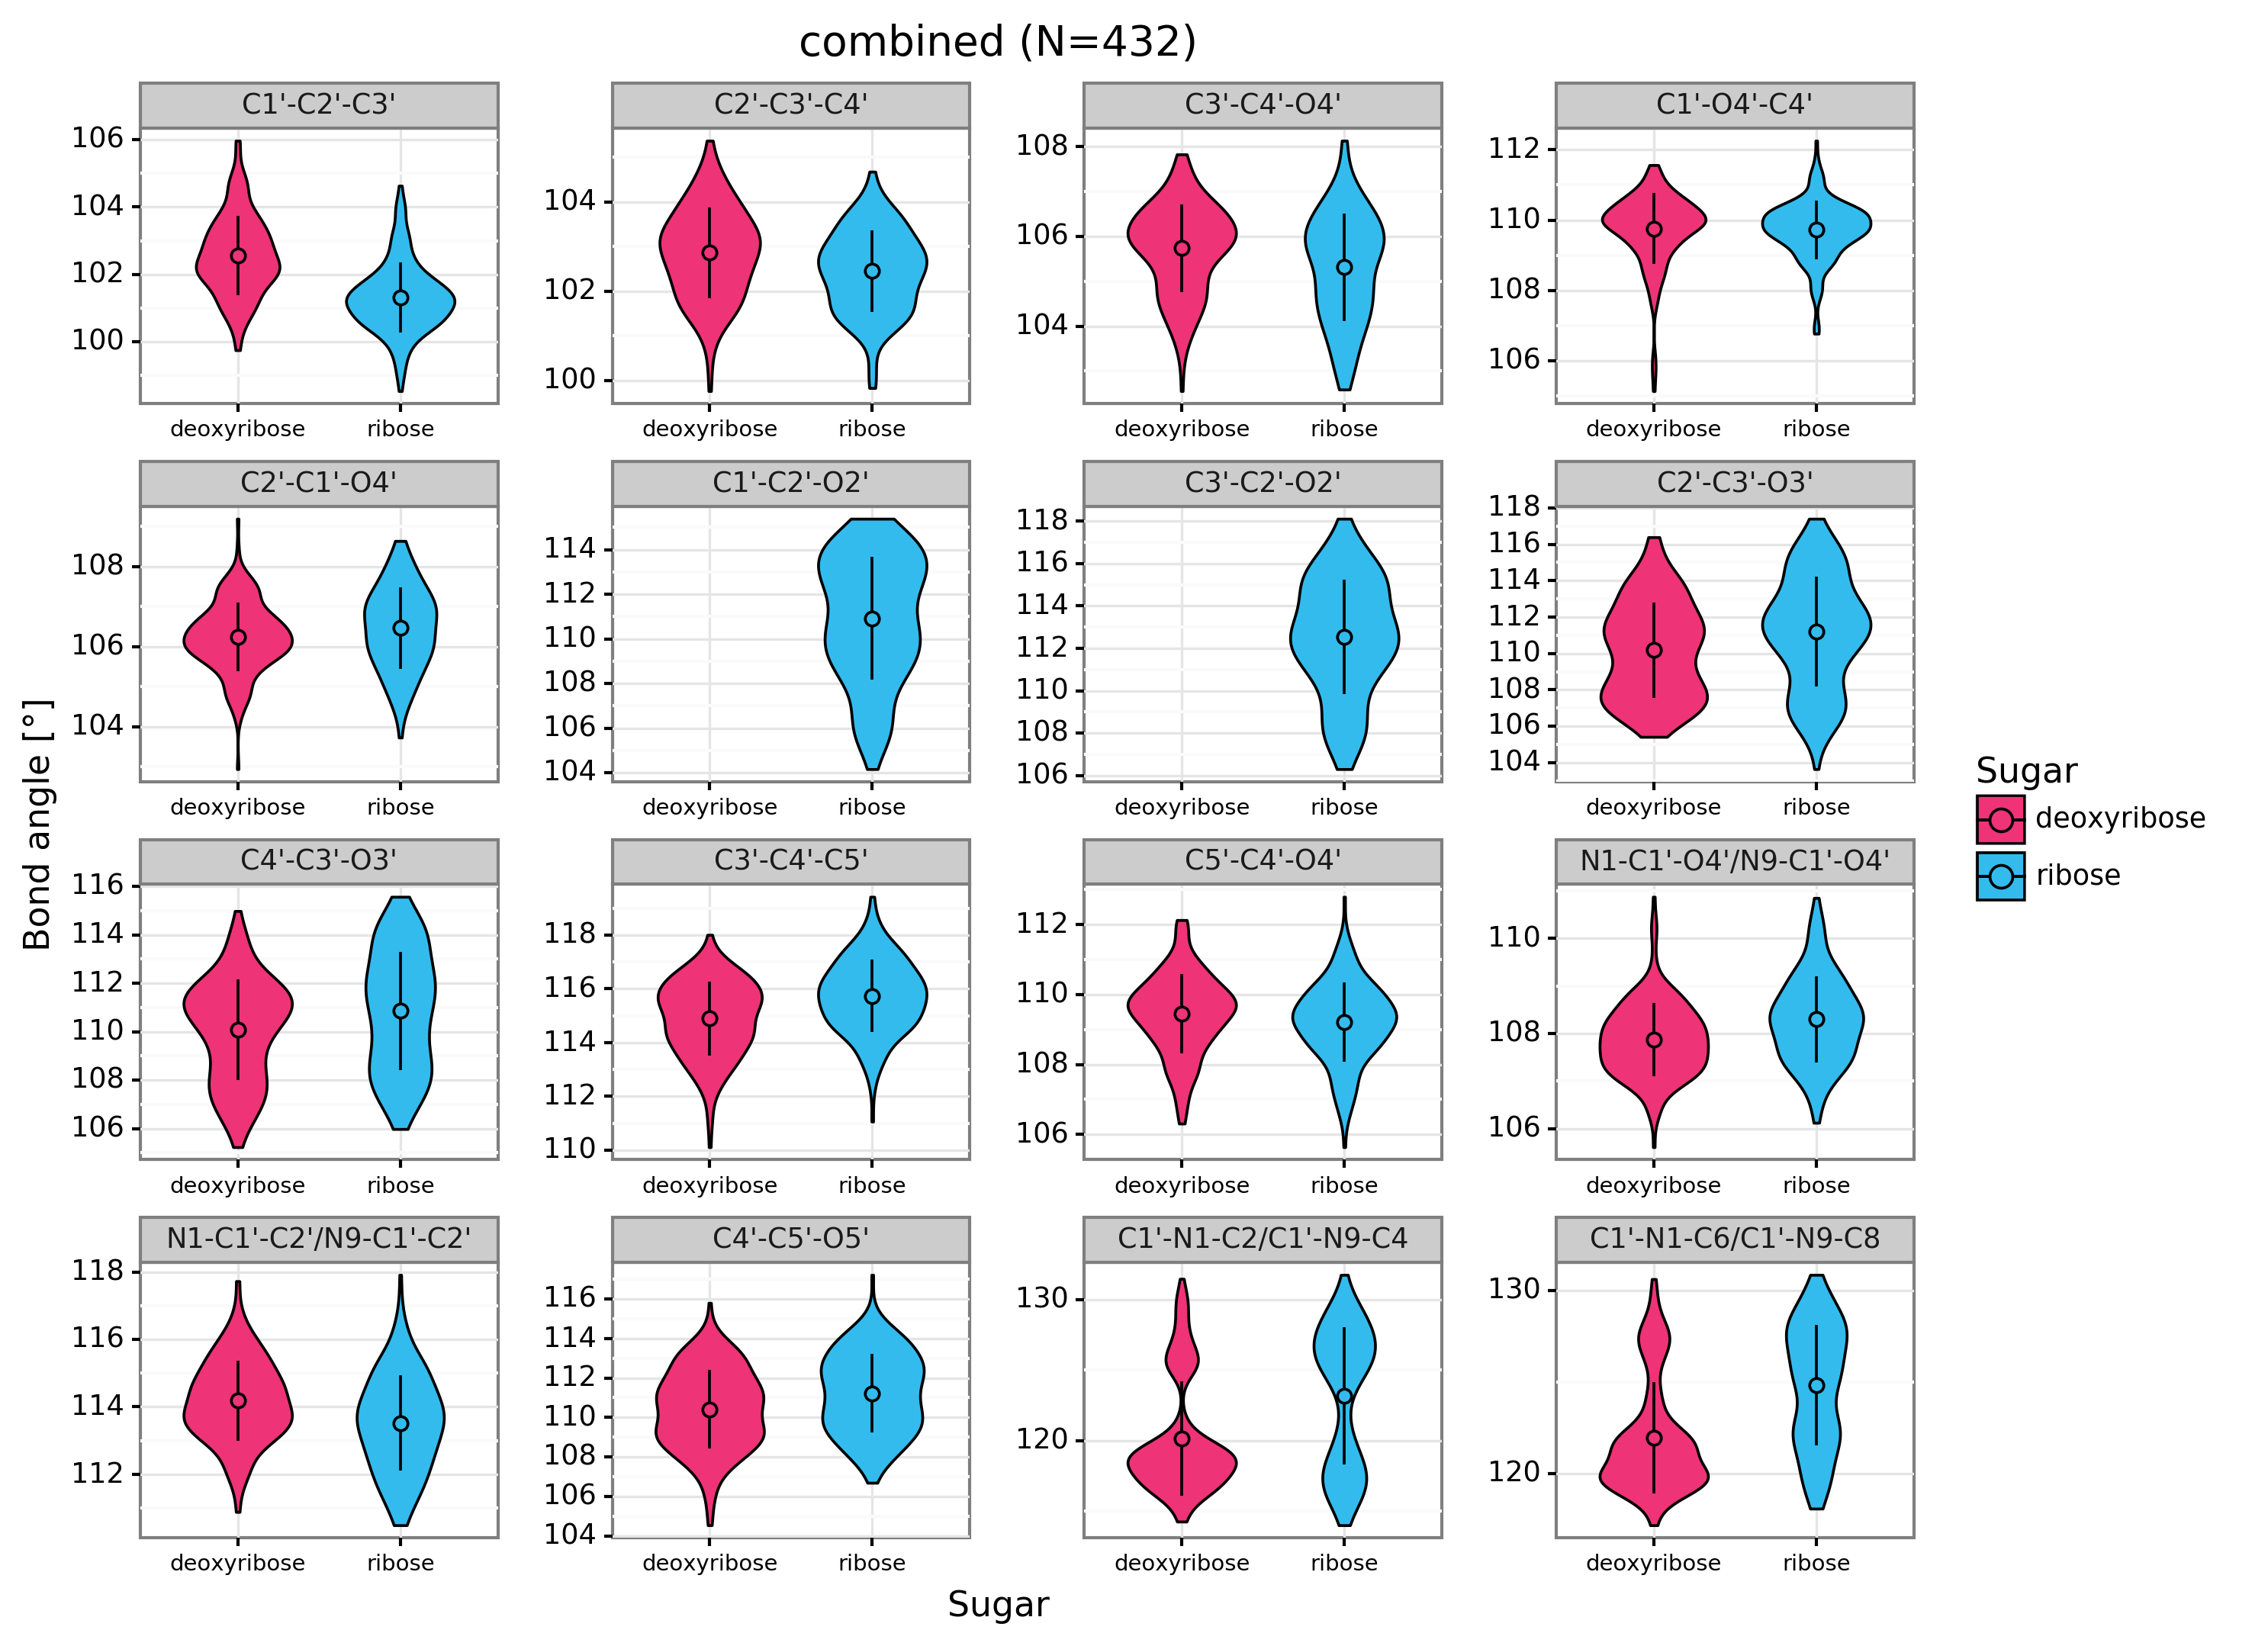 combined (N=432)
C1'-C2'-C3'
C2'-C3'-C4'
C3'-C4'-O4'
C1'-O4'-C4'
106
104
102
100
104
102
100
108
106
104
112
110
108
106
deoxyribose ribose
deoxyribose ribose
deoxyribose ribose
deoxyribose ribose
C2'-C1'-O4'
C1'-C2'-O2'
C3'-C2'-O2'
C2'-C3'-O3'
108
106
104
114
112
110
108
106
104
118
116
114
112
110
108
106
118
116
114
112
110
108
106
104
deoxyribose ribose
deoxyribose ribose
deoxyribose ribose
deoxyribose ribose
C4'-C3'-O3'
C3'-C4'-C5'
C5'-C4'-O4'
N1-C1'-O4'/N9-C1'-O4'
116
114
112
110
108
106
118
116
114
112
110
112
110
108
106
110
108
106
deoxyribose ribose
deoxyribose ribose
deoxyribose ribose
deoxyribose ribose
N1-C1'-C2'/N9-C1'-C2'
C4'-C5'-O5'
C1'-N1-C2/C1'-N9-C4
C1'-N1-C6/C1'-N9-C8
118
116
114
112
116
114
112
110
108
106
104
130
120
130
120
deoxyribose ribose
deoxyribose ribose
deoxyribose ribose
deoxyribose ribose
Bond angle [°]
Sugar
Sugar
deoxyribose
ribose